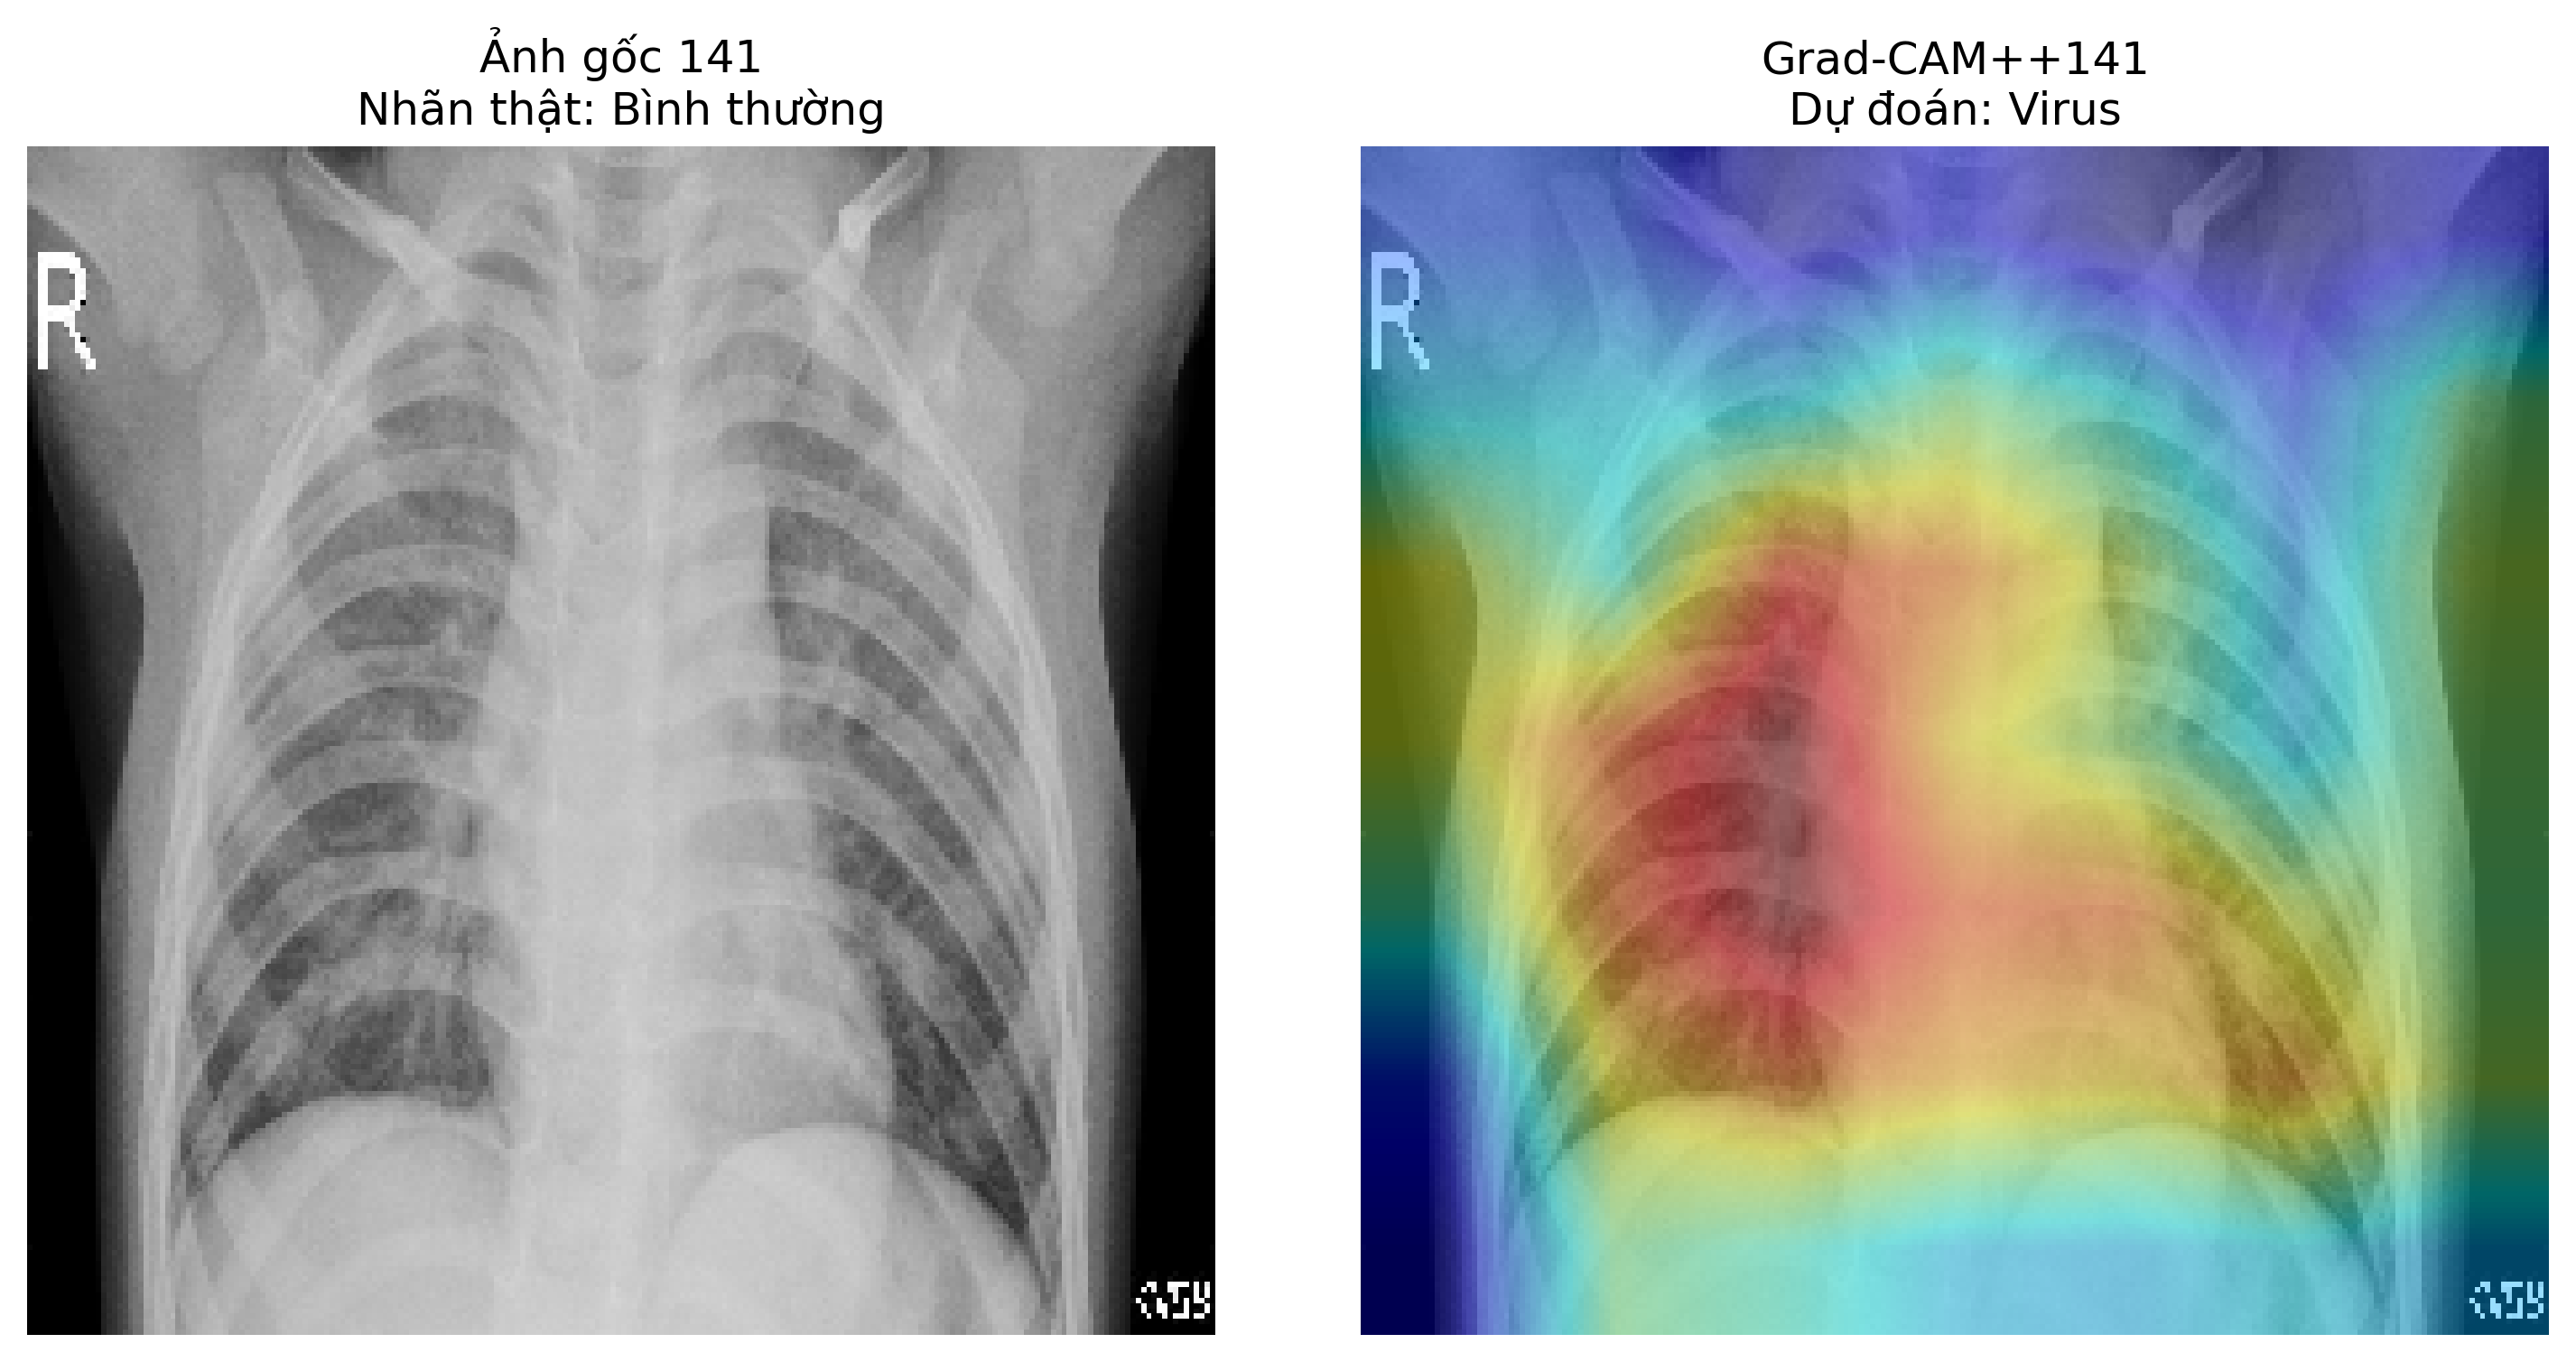 Ảnh gốc 141
Nhãn thật: Bình thường
Grad-CAM++141
Dự đoán: Virus
R
R